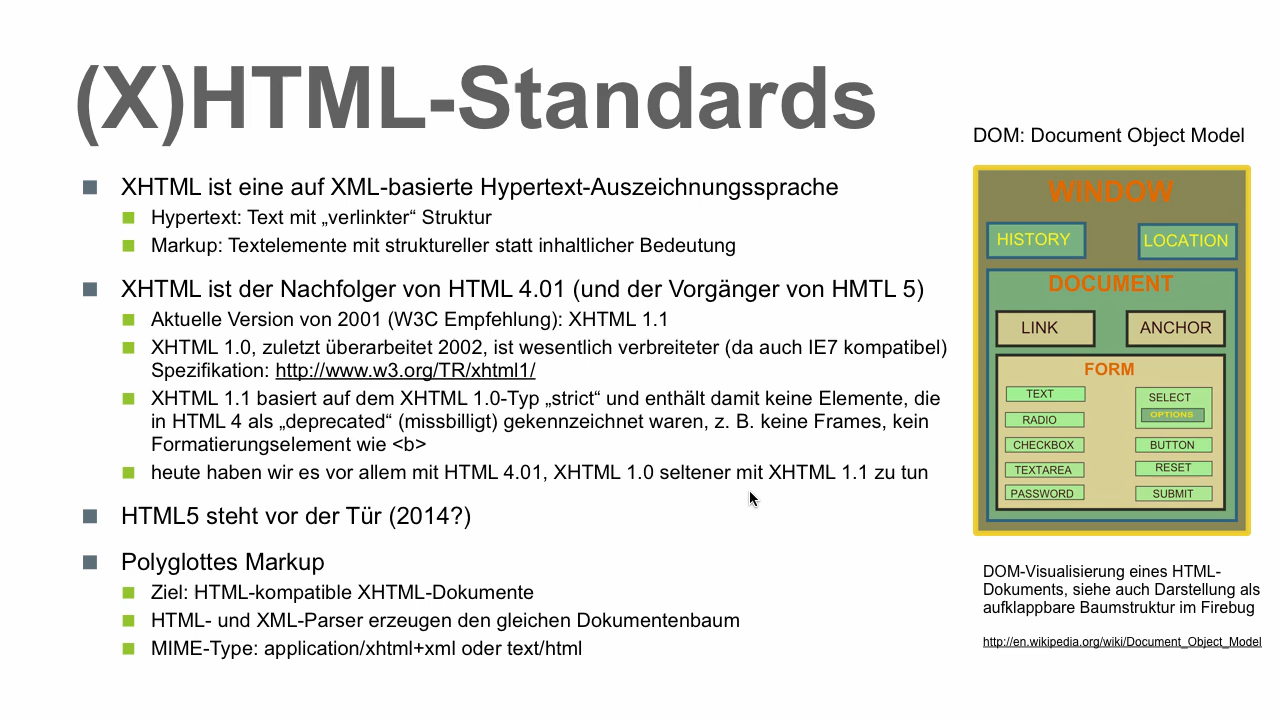 (X)HTML-Standards
XHTML ist eine auf XML-basierte Hypertext-Auszeichnungssprache
Hypertext: Text mit „verlinkter“ Struktur
Markup: Textelemente mit struktureller statt inhaltlicher Bedeutung
XHTML ist der Nachfolger von HTML 4.01 (und der Vorgänger von HMTL 5)
Aktuelle Version von 2001 (W3C Empfehlung): XHTML 1.1
XHTML 1.0, zuletzt überarbeitet 2002, ist wesentlich verbreiteter (da auch IE7 kompatibel)
Spezifikation: http://www.w3.org/TR/xhtml1/
XHTML 1.1 basiert auf dem XHTML 1.0-Typ „strict“ und enthält damit keine Elemente, die
in HTML 4 als „deprecated“ (missbilligt) gekennzeichnet waren, z. B. keine Frames, kein
Formatierungselement wie <b>
heute haben wir es vor allem mit HTML 4.01, XHTML 1.0 seltener mit XHTML 1.1 zu tun
HTML5 steht vor der Tür (2014?)
Polyglottes Markup
Ziel: HTML-kompatible XHTML-Dokumente
HTML- und XML-Parser erzeugen den gleichen Dokumentenbaum
MIME-Type: application/xhtml+xml oder text/html
DOM: Document Object Model
WINDOW
HISTORY LOCATION
DOCUMENT
LINK ANCHOR
FORM
TEXT SELECT
OPTIONS
RADIO
CHECKBOX BUTTON
TEXTAREA RESET
PASSWORD SUBMIT
DOM-Visualisierung eines HTML-
Dokuments, siehe auch Darstellung als
aufklappbare Baumstruktur im Firebug
http://en.wikipedia.org/wiki/Document_Object_Model